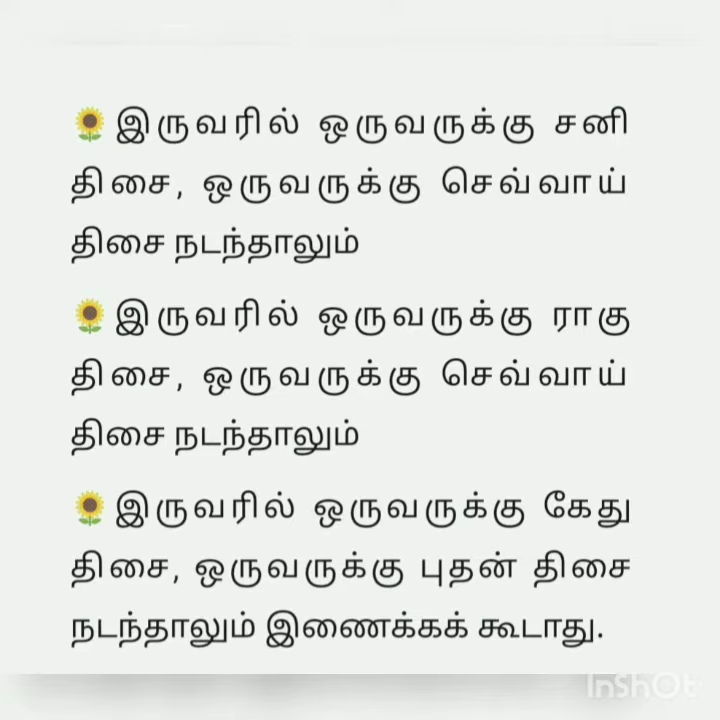 🌻இருவரில் ஒருவருக்கு சனி
திசை, ஒருவருக்கு செவ்வாய்
திசை நடந்தாலும்
🌻இருவரில் ஒருவருக்கு ராகு
திசை, ஒருவருக்கு செவ்வாய்
திசை நடந்தாலும்
🌻இருவரில் ஒருவருக்கு கேது
திசை, ஒருவருக்கு புதன் திசை
நடந்தாலும் இணைக்கக் கூடாது.
InShOt